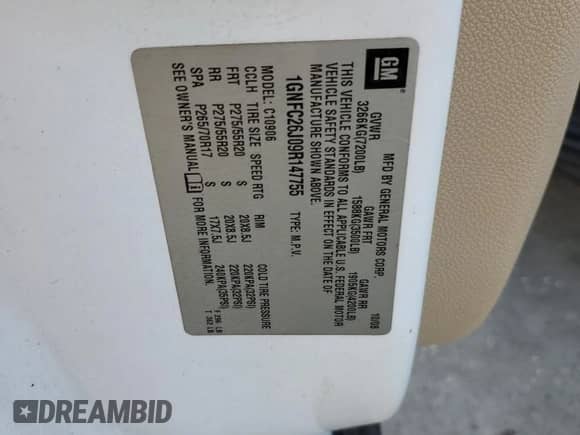 GM
MFD BY GENERAL MOTORS CORP. 10/08
GVWR GAWR FRT GAWR RR
3266KG(7200LB) 1588KG(3500LB) 1905KG(4200LB)
THIS VEHICLE CONFORMS TO ALL APPLICABLE U.S. FEDERAL MOTOR
VEHICLE SAFETY STANDARDS IN EFFECT ON THE DATE OF
MANUFACTURE SHOWN ABOVE.
1GNFC26J09R147755 TYPE: M.P.V.
MODEL: C10906
CCLH TIRE SIZE SPEED RTG RIM COLD TIRE PRESSURE
FRT P275/55R20 S 20X8.5J 220KPA(32PSI)
RR P275/55R20 S 20X8.5J 220KPA(32PSI)
SPA P265/70R17 S 17X7.5J 240KPA(35PSI)
SEE OWNER'S MANUAL FOR MORE INFORMATION.
DREAMBID